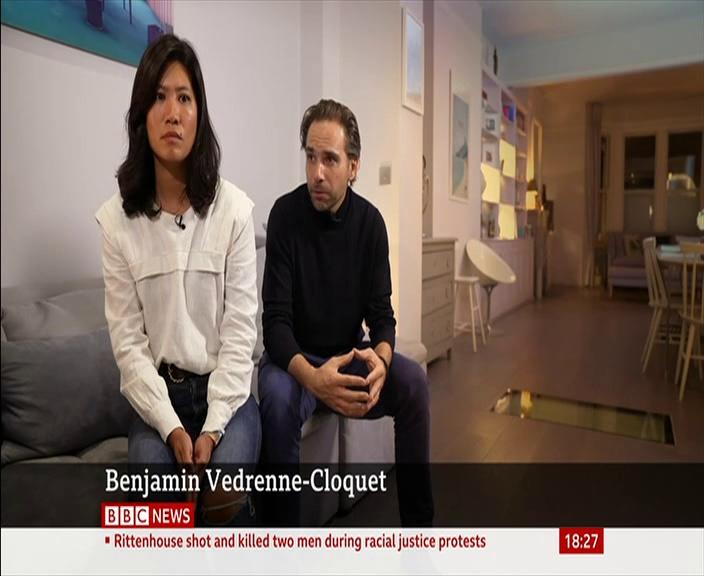 Benjamin Vedrenne-Cloquet
BBC NEWS
▪ Rittenhouse shot and killed two men during racial justice protests
18:27